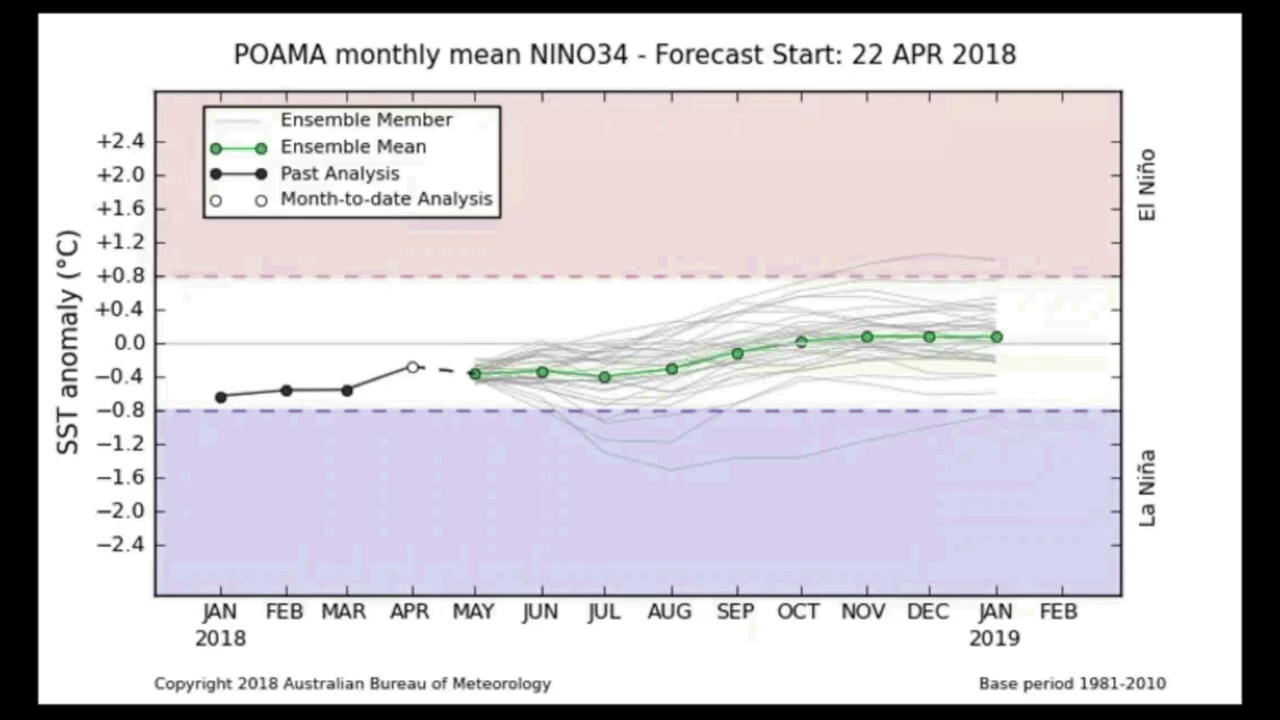 POAMA monthly mean NINO34 - Forecast Start: 22 APR 2018
Ensemble Member
Ensemble Mean
Past Analysis
Month-to-date Analysis
SST anomaly (°C)
+2.4
+2.0
+1.6
+1.2
+0.8
+0.4
0.0
−0.4
−0.8
−1.2
−1.6
−2.0
−2.4
El Niño
La Niña
JAN FEB MAR APR MAY JUN JUL AUG SEP OCT NOV DEC JAN FEB
2018 2019
Copyright 2018 Australian Bureau of Meteorology Base period 1981-2010